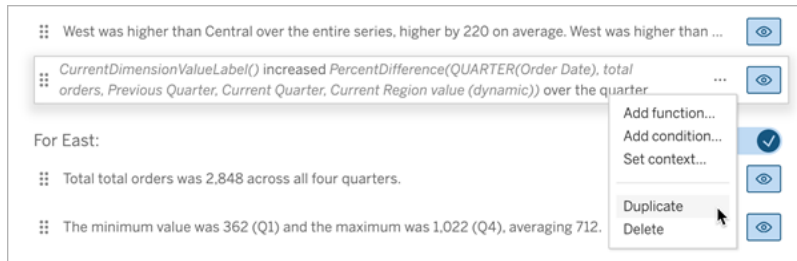 West was higher than Central over the entire series, higher by 220 on average. West was higher than ...
CurrentDimensionValueLabel() increased PercentDifference(QUARTER(Order Date), total
orders, Previous Quarter, Current Quarter, Current Region value (dynamic)) over the quarter
...
Add function...
Add condition...
Set context...
Duplicate
Delete
For East:
Total total orders was 2,848 across all four quarters.
The minimum value was 362 (Q1) and the maximum was 1,022 (Q4), averaging 712.